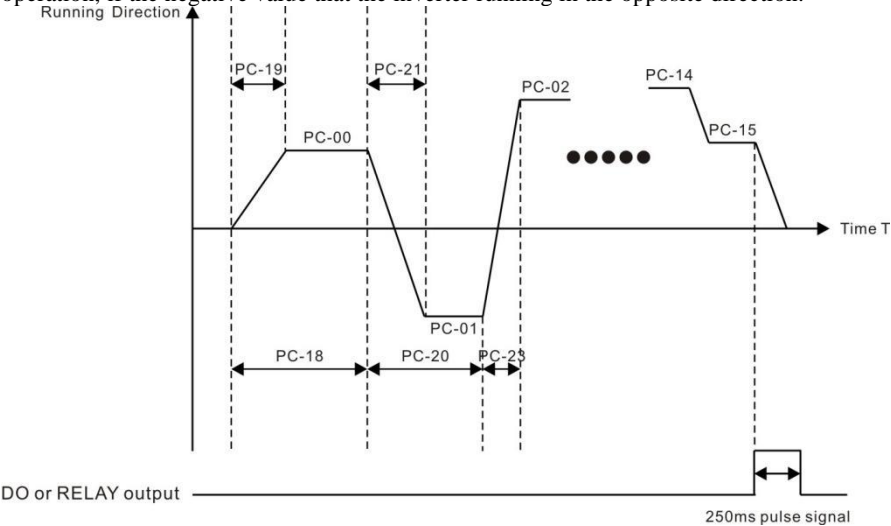 operation, if the negative value that the inverter running in the opposite direction.
Running Direction
PC-19
PC-21
PC-02
PC-14
PC-00
PC-15
Time T
PC-01
PC-18
PC-20
PC-23
DO or RELAY output
250ms pulse signal